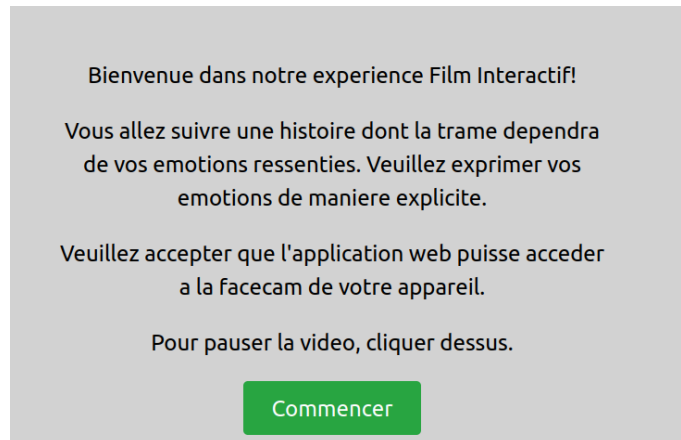 Bienvenue dans notre experience Film Interactif!
Vous allez suivre une histoire dont la trame dependra
de vos emotions ressenties. Veuillez exprimer vos
emotions de maniere explicite.
Veuillez accepter que l'application web puisse acceder
a la facecam de votre appareil.
Pour pauser la video, cliquer dessus.
Commencer